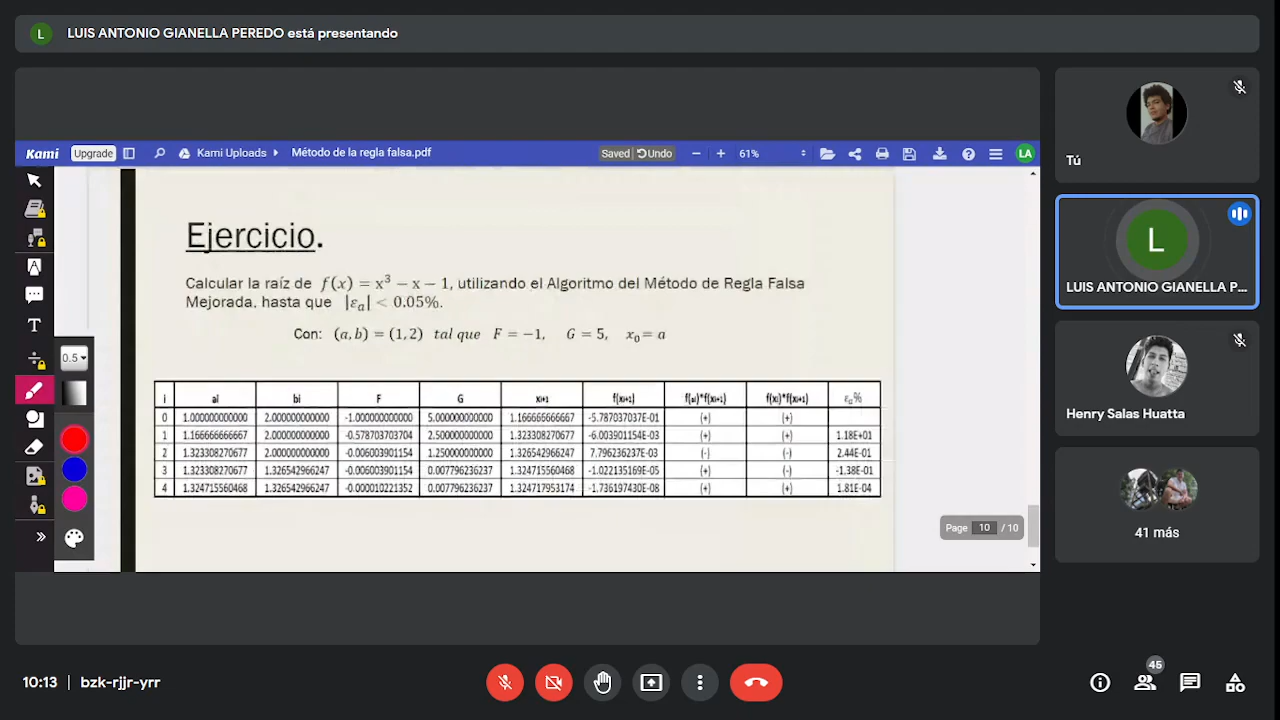 L LUIS ANTONIO GIANELLA PEREDO está presentando
Kami Upgrade Kami Uploads Método de la regla falsa.pdf Saved Undo 61% LA
Ejercicio.
Calcular la raíz de f(x) = x³ − x − 1, utilizando el Algoritmo del Método de Regla Falsa
Mejorada, hasta que |εₐ| < 0.05%.
Con: (a, b) = (1,2) tal que F = −1, G = 5, x₀ = a
0.5
i ai bi F G xi+1 f(xi+1) f(ai)*f(xi+1) f(xi)*f(xi+1) εₐ%
0 1.000000000000 2.000000000000 -1.000000000000 5.000000000000 1.166666666667 -5.787037037E-01 (+) (+)
1 1.166666666667 2.000000000000 -0.578703703704 2.500000000000 1.323308270677 -6.003901154E-03 (+) (+) 1.18E+01
2 1.323308270677 2.000000000000 -0.006003901154 1.250000000000 1.326542966247 7.796236237E-03 (-) (-) 2.44E-01
3 1.323308270677 1.326542966247 -0.006003901154 0.007796236237 1.324715560468 -1.022135169E-05 (+) (-) -1.38E-01
4 1.324715560468 1.326542966247 -0.000010221352 0.007796236237 1.324717953174 -1.736197430E-08 (+) (+) 1.81E-04
Page 10 / 10
Tú
L
LUIS ANTONIO GIANELLA P...
Henry Salas Huatta
41 más
10:13 | bzk-rjjr-yrr
45